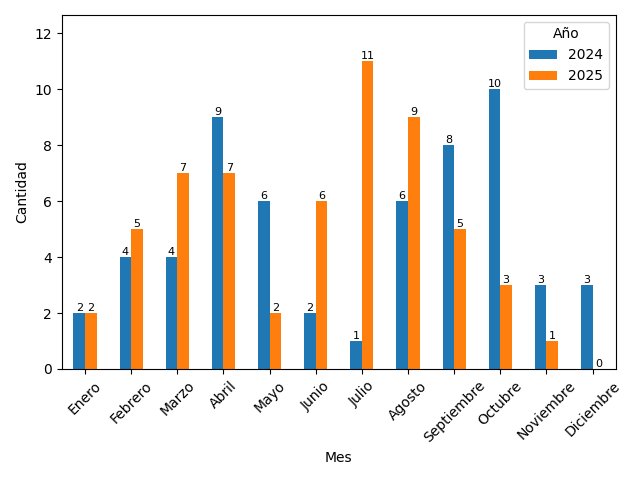 Año
2024
2025
Cantidad
12
10
8
6
4
2
0
2 2 4 5 4 7 9 7 6 2 2 6 1 11 6 9 8 5 10 3 3 1 3 0
Enero Febrero Marzo Abril Mayo Junio Julio Agosto Septiembre Octubre Noviembre Diciembre
Mes